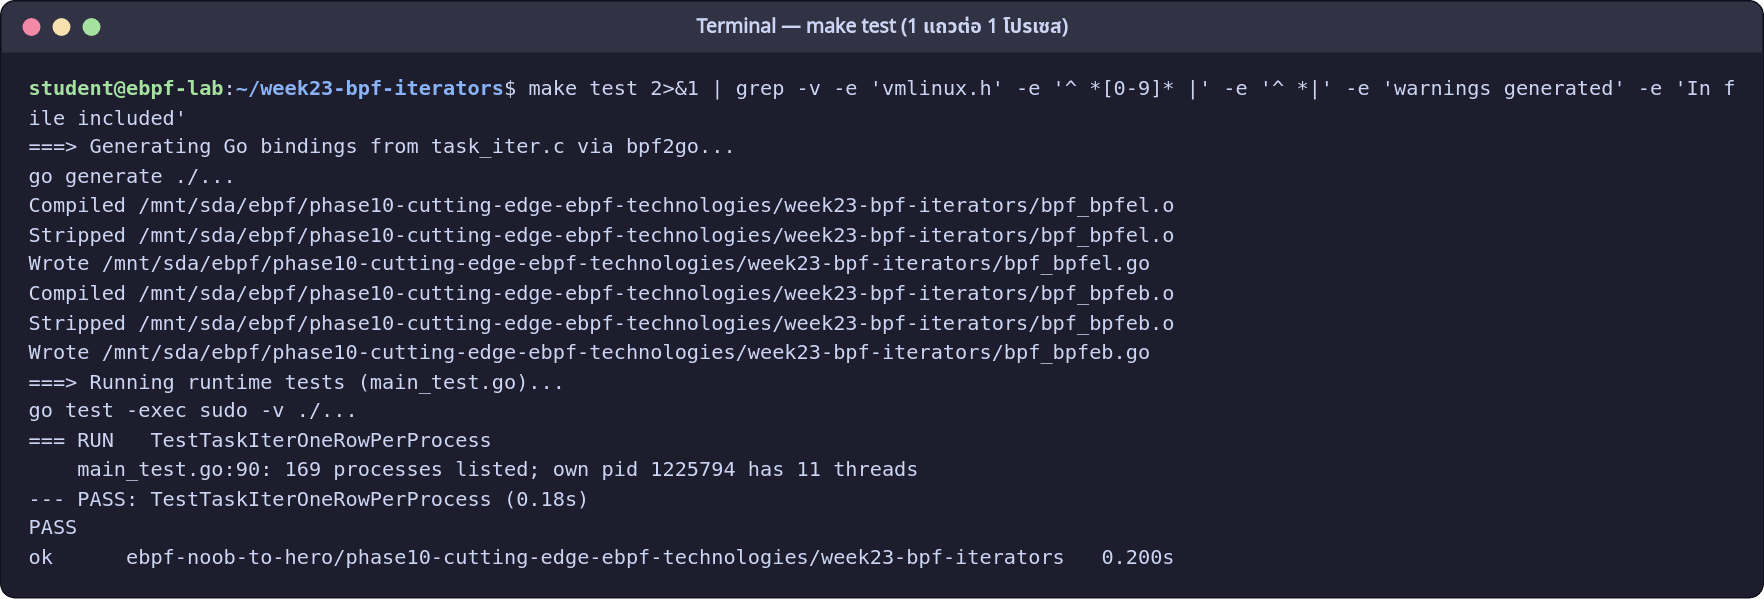 Terminal — make test (1 แถวต่อ 1 โปรเซส)
student@ebpf-lab:~/week23-bpf-iterators$ make test 2>&1 | grep -v -e 'vmlinux.h' -e '^ *[0-9]* |' -e '^ *|' -e 'warnings generated' -e 'In f
ile included'
===> Generating Go bindings from task_iter.c via bpf2go...
go generate ./...
Compiled /mnt/sda/ebpf/phase10-cutting-edge-ebpf-technologies/week23-bpf-iterators/bpf_bpfel.o
Stripped /mnt/sda/ebpf/phase10-cutting-edge-ebpf-technologies/week23-bpf-iterators/bpf_bpfel.o
Wrote /mnt/sda/ebpf/phase10-cutting-edge-ebpf-technologies/week23-bpf-iterators/bpf_bpfel.go
Compiled /mnt/sda/ebpf/phase10-cutting-edge-ebpf-technologies/week23-bpf-iterators/bpf_bpfeb.o
Stripped /mnt/sda/ebpf/phase10-cutting-edge-ebpf-technologies/week23-bpf-iterators/bpf_bpfeb.o
Wrote /mnt/sda/ebpf/phase10-cutting-edge-ebpf-technologies/week23-bpf-iterators/bpf_bpfeb.go
===> Running runtime tests (main_test.go)...
go test -exec sudo -v ./...
=== RUN   TestTaskIterOneRowPerProcess
    main_test.go:90: 169 processes listed; own pid 1225794 has 11 threads
--- PASS: TestTaskIterOneRowPerProcess (0.18s)
PASS
ok      ebpf-noob-to-hero/phase10-cutting-edge-ebpf-technologies/week23-bpf-iterators   0.200s